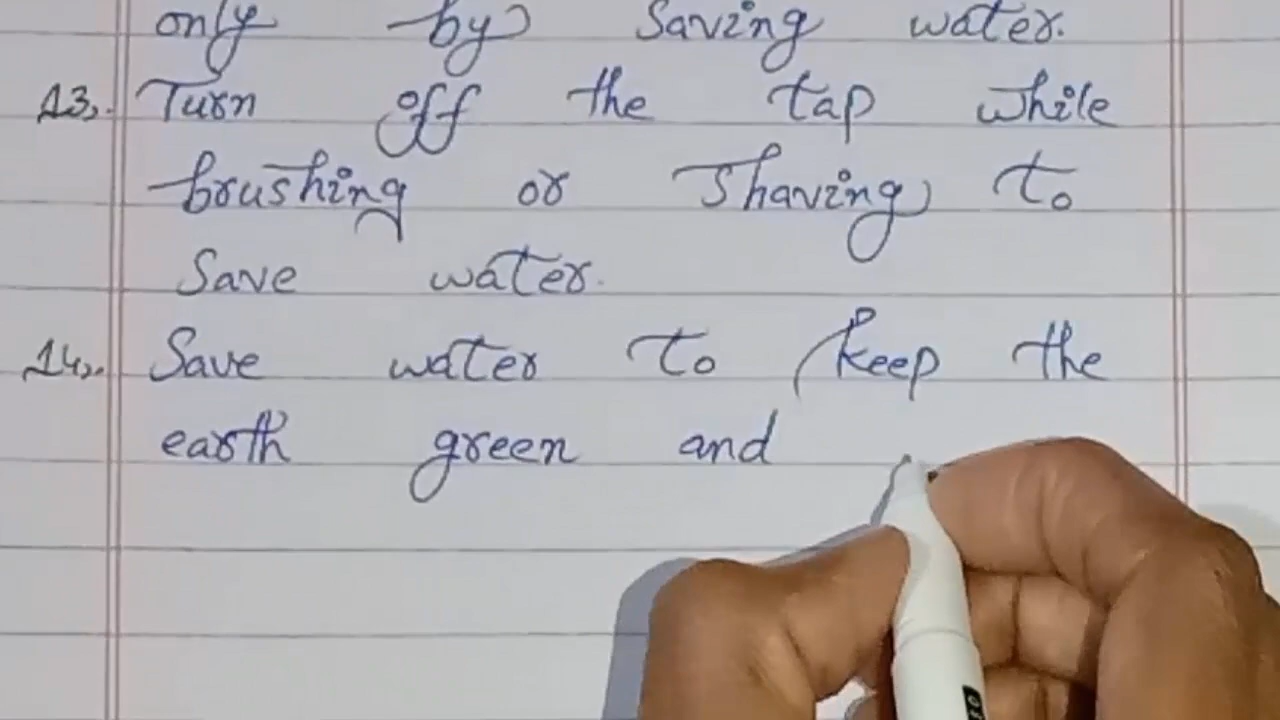 only by Saving water.
13. Turn off the tap while
brushing or Shaving to
Save water.
14. Save water to keep the
earth green and